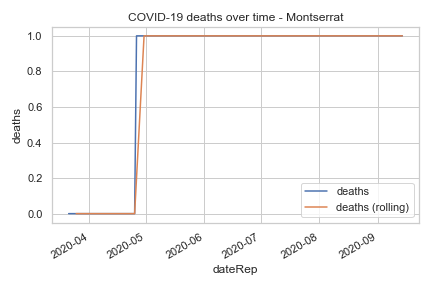 COVID-19 deaths over time - Montserrat
1.0
0.8
0.6
0.4
0.2
0.0
deaths
deaths
deaths (rolling)
2020-04
2020-05
2020-06
2020-07
2020-08
2020-09
dateRep